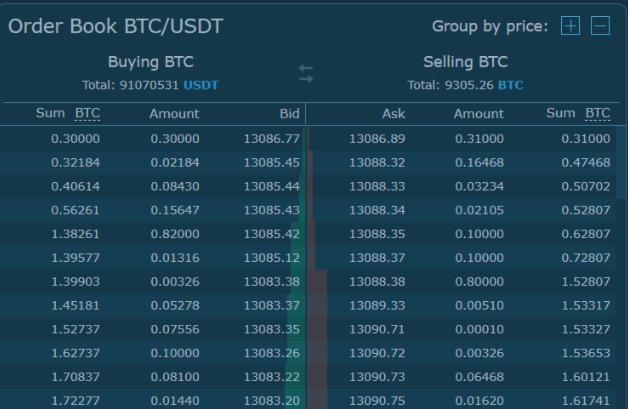 Order Book BTC/USDT Group by price: + −
Buying BTC Selling BTC
Total: 91070531 USDT Total: 9305.26 BTC
Sum BTC Amount Bid Ask Amount Sum BTC
0.30000 0.30000 13086.77 13086.89 0.31000 0.31000
0.32184 0.02184 13085.45 13088.32 0.16468 0.47468
0.40614 0.08430 13085.44 13088.33 0.03234 0.50702
0.56261 0.15647 13085.43 13088.34 0.02105 0.52807
1.38261 0.82000 13085.42 13088.35 0.10000 0.62807
1.39577 0.01316 13085.12 13088.37 0.10000 0.72807
1.39903 0.00326 13083.38 13088.38 0.80000 1.52807
1.45181 0.05278 13083.37 13089.33 0.00510 1.53317
1.52737 0.07556 13083.35 13090.71 0.00010 1.53327
1.62737 0.10000 13083.26 13090.72 0.00326 1.53653
1.70837 0.08100 13083.22 13090.73 0.06468 1.60121
1.72277 0.01440 13083.20 13090.75 0.01620 1.61741